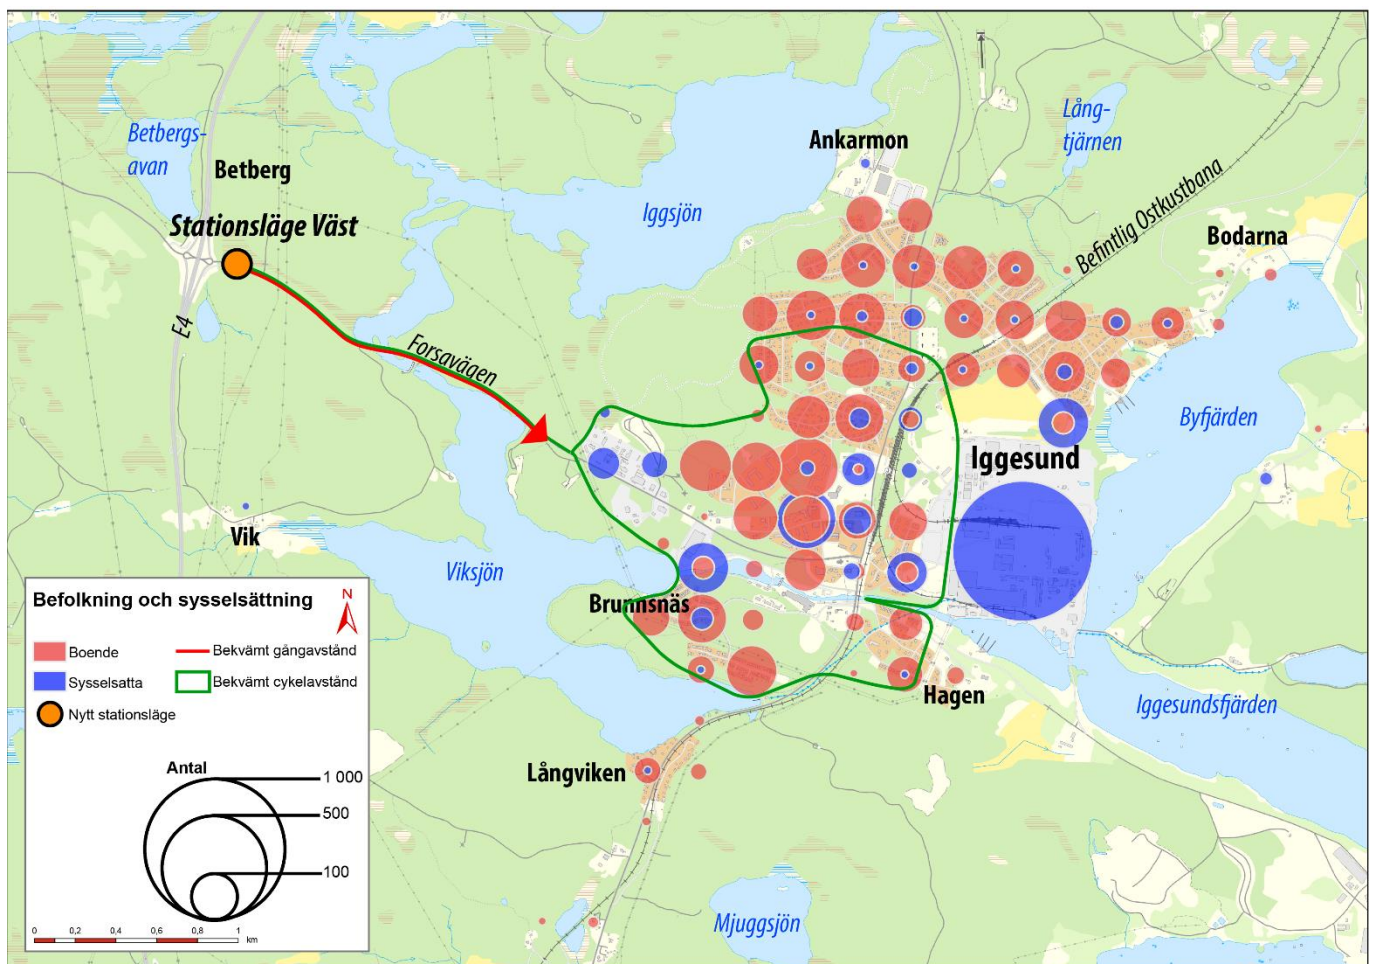 Betbergs-
avan
Betberg
Stationsläge Väst
E4
Forsavägen
Iggsjön
Ankarmon
Lång-
tjärnen
Befintlig Ostkustbana
Bodarna
Byfjärden
Iggesund
Vik
Viksjön
Brunnsnäs
Hagen
Iggesundsfjärden
Långviken
Mjuggsjön
Befolkning och sysselsättning
N
Boende
Bekvämt gångavstånd
Sysselsatta
Bekvämt cykelavstånd
Nytt stationsläge
Antal
1 000
500
100
0 0,2 0,4 0,6 0,8 1
km